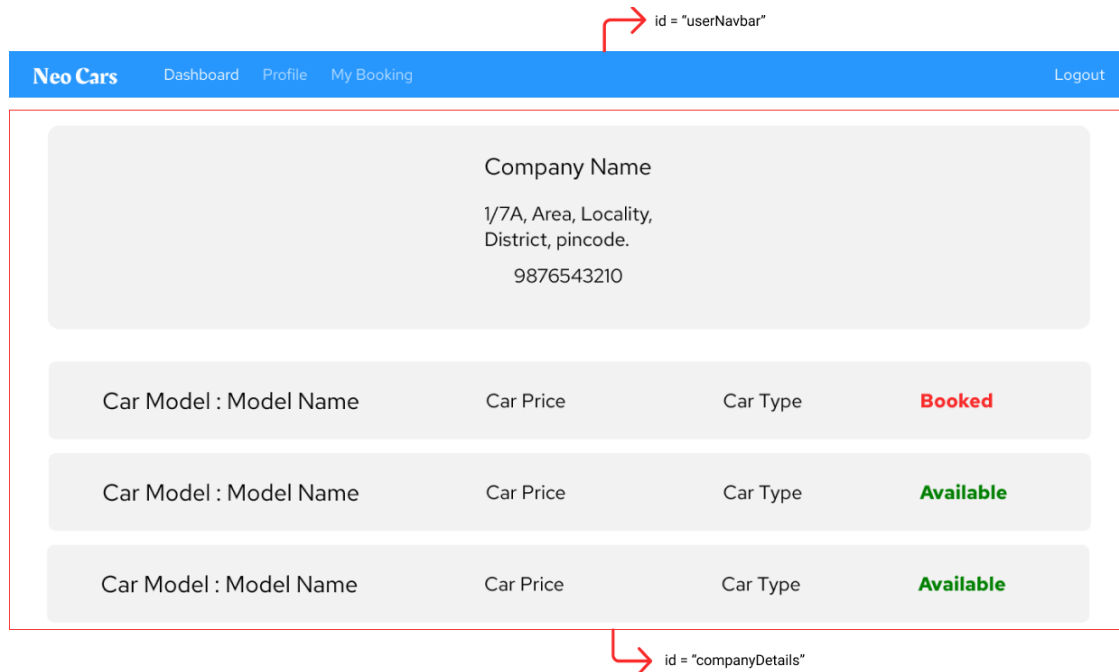 id = “userNavbar”
Neo Cars Dashboard Profile My Booking Logout
Company Name
1/7A, Area, Locality,
District, pincode.
9876543210
Car Model : Model Name Car Price Car Type Booked
Car Model : Model Name Car Price Car Type Available
Car Model : Model Name Car Price Car Type Available
id = “companyDetails”